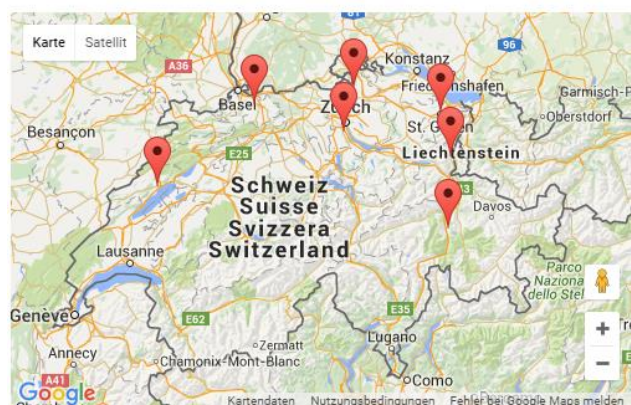 Karte Satellit
Konstanz
96
A36
Friedrichshafen
Garmisch-P
Basel
Zürich
Oberstdorf
Besançon
St. Gallen
E25
Liechtenstein
Schweiz
Suisse
Svizzera
Switzerland
Davos
Lausanne
Parco
Naziona
dello Stel
Genève
E62
E35
Zermatt
Lugano
Annecy
Chamonix-Mont-Blanc
Como
A41
Google
Kartendaten Nutzungsbedingungen Fehler bei Google Maps melden